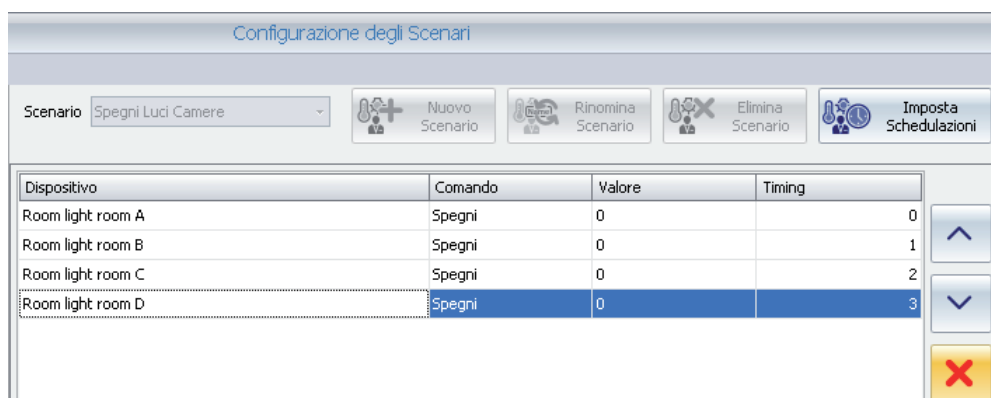 Configurazione degli Scenari
Scenario Spegni Luci Camere Nuovo Scenario Rinomina Scenario Elimina Scenario Imposta Schedulazioni
Dispositivo Comando Valore Timing
Room light room A Spegni 0 0
Room light room B Spegni 0 1
Room light room C Spegni 0 2
Room light room D Spegni 0 3